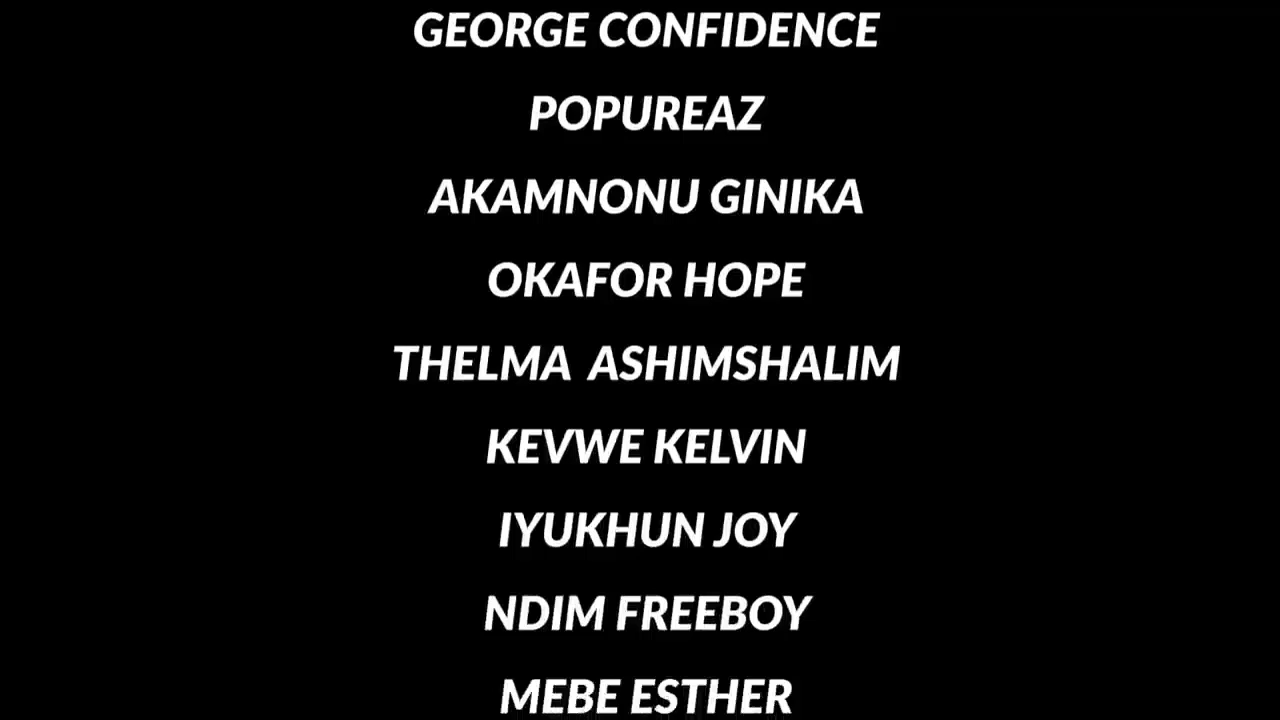 GEORGE CONFIDENCE
POPUREAZ
AKAMNONU GINIKA
OKAFOR HOPE
THELMA  ASHIMSHALIM
KEVWE KELVIN
IYUKHUN JOY
NDIM FREEBOY
MEBE ESTHER